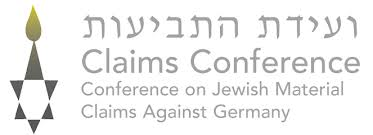 ועידת התביעות
Claims Conference
Conference on Jewish Material
Claims Against Germany